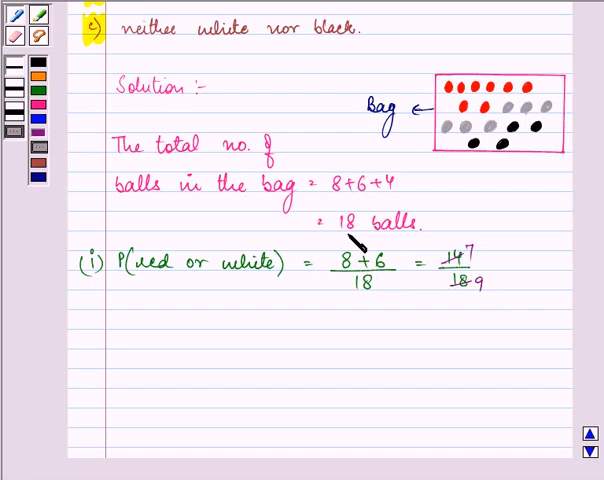 c) neither white nor black.
Solution :-
Bag ←
The total no. of
balls in the bag = 8+6+4
= 18 balls.
(i) P(red or white) = 8+6/18 = 14 7/18 9